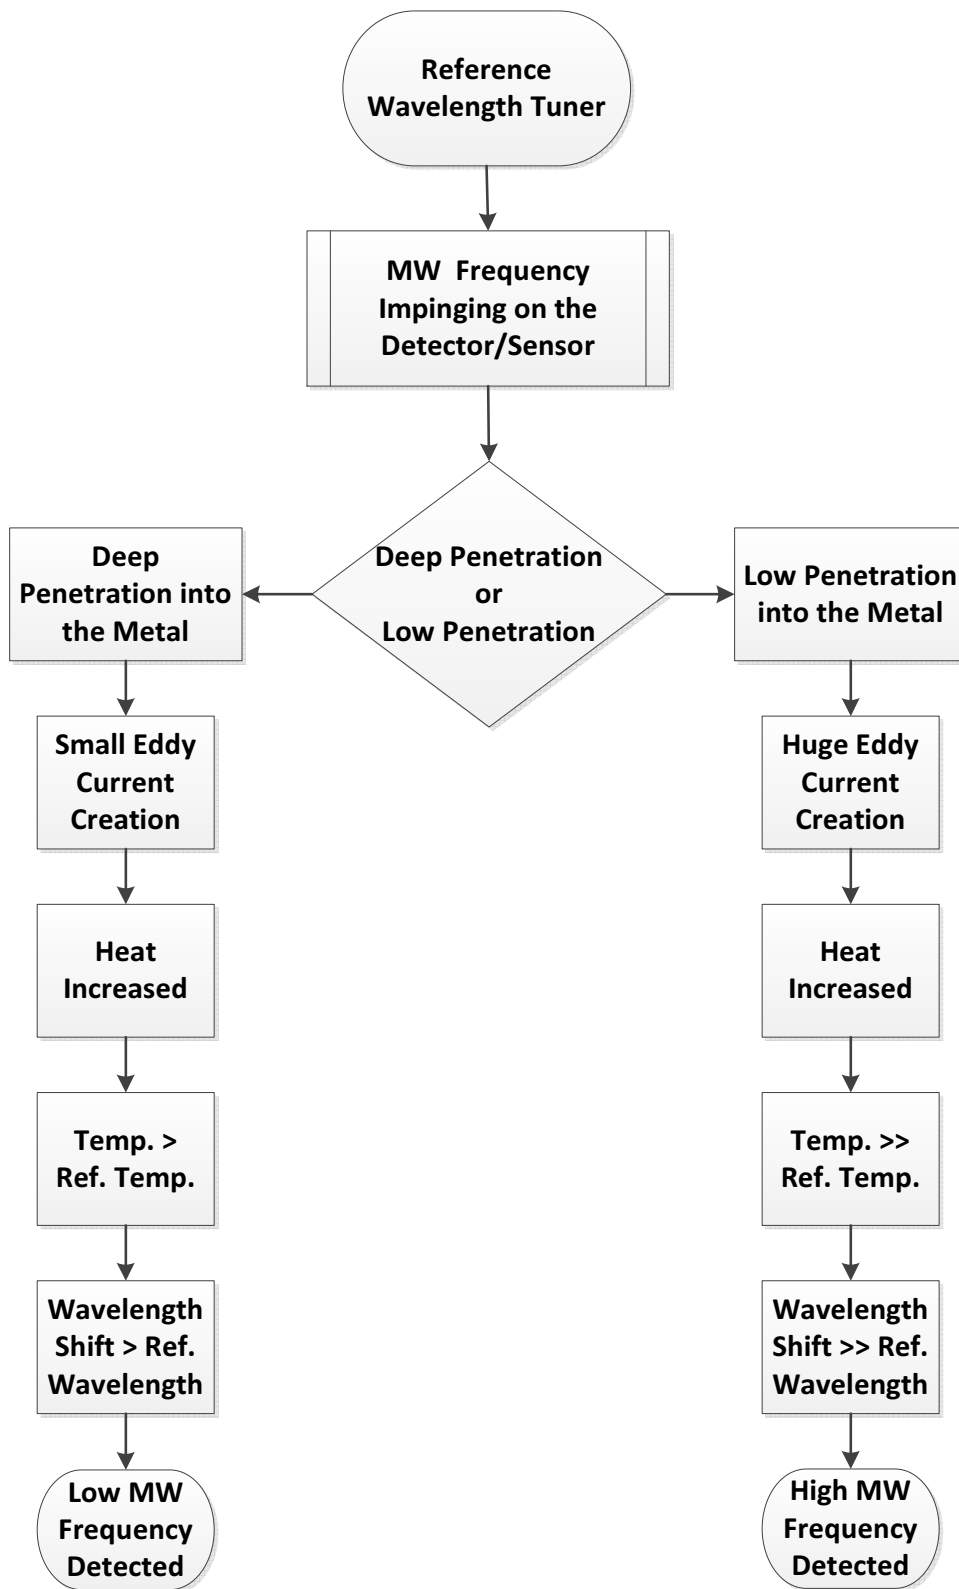 Reference
Wavelength Tuner
MW Frequency
Impinging on the
Detector/Sensor
Deep Penetration
or
Low Penetration
Deep
Penetration into
the Metal
Small Eddy
Current
Creation
Heat
Increased
Temp. >
Ref. Temp.
Wavelength
Shift > Ref.
Wavelength
Low MW
Frequency
Detected
Low Penetration
into the Metal
Huge Eddy
Current
Creation
Heat
Increased
Temp. >>
Ref. Temp.
Wavelength
Shift >> Ref.
Wavelength
High MW
Frequency
Detected